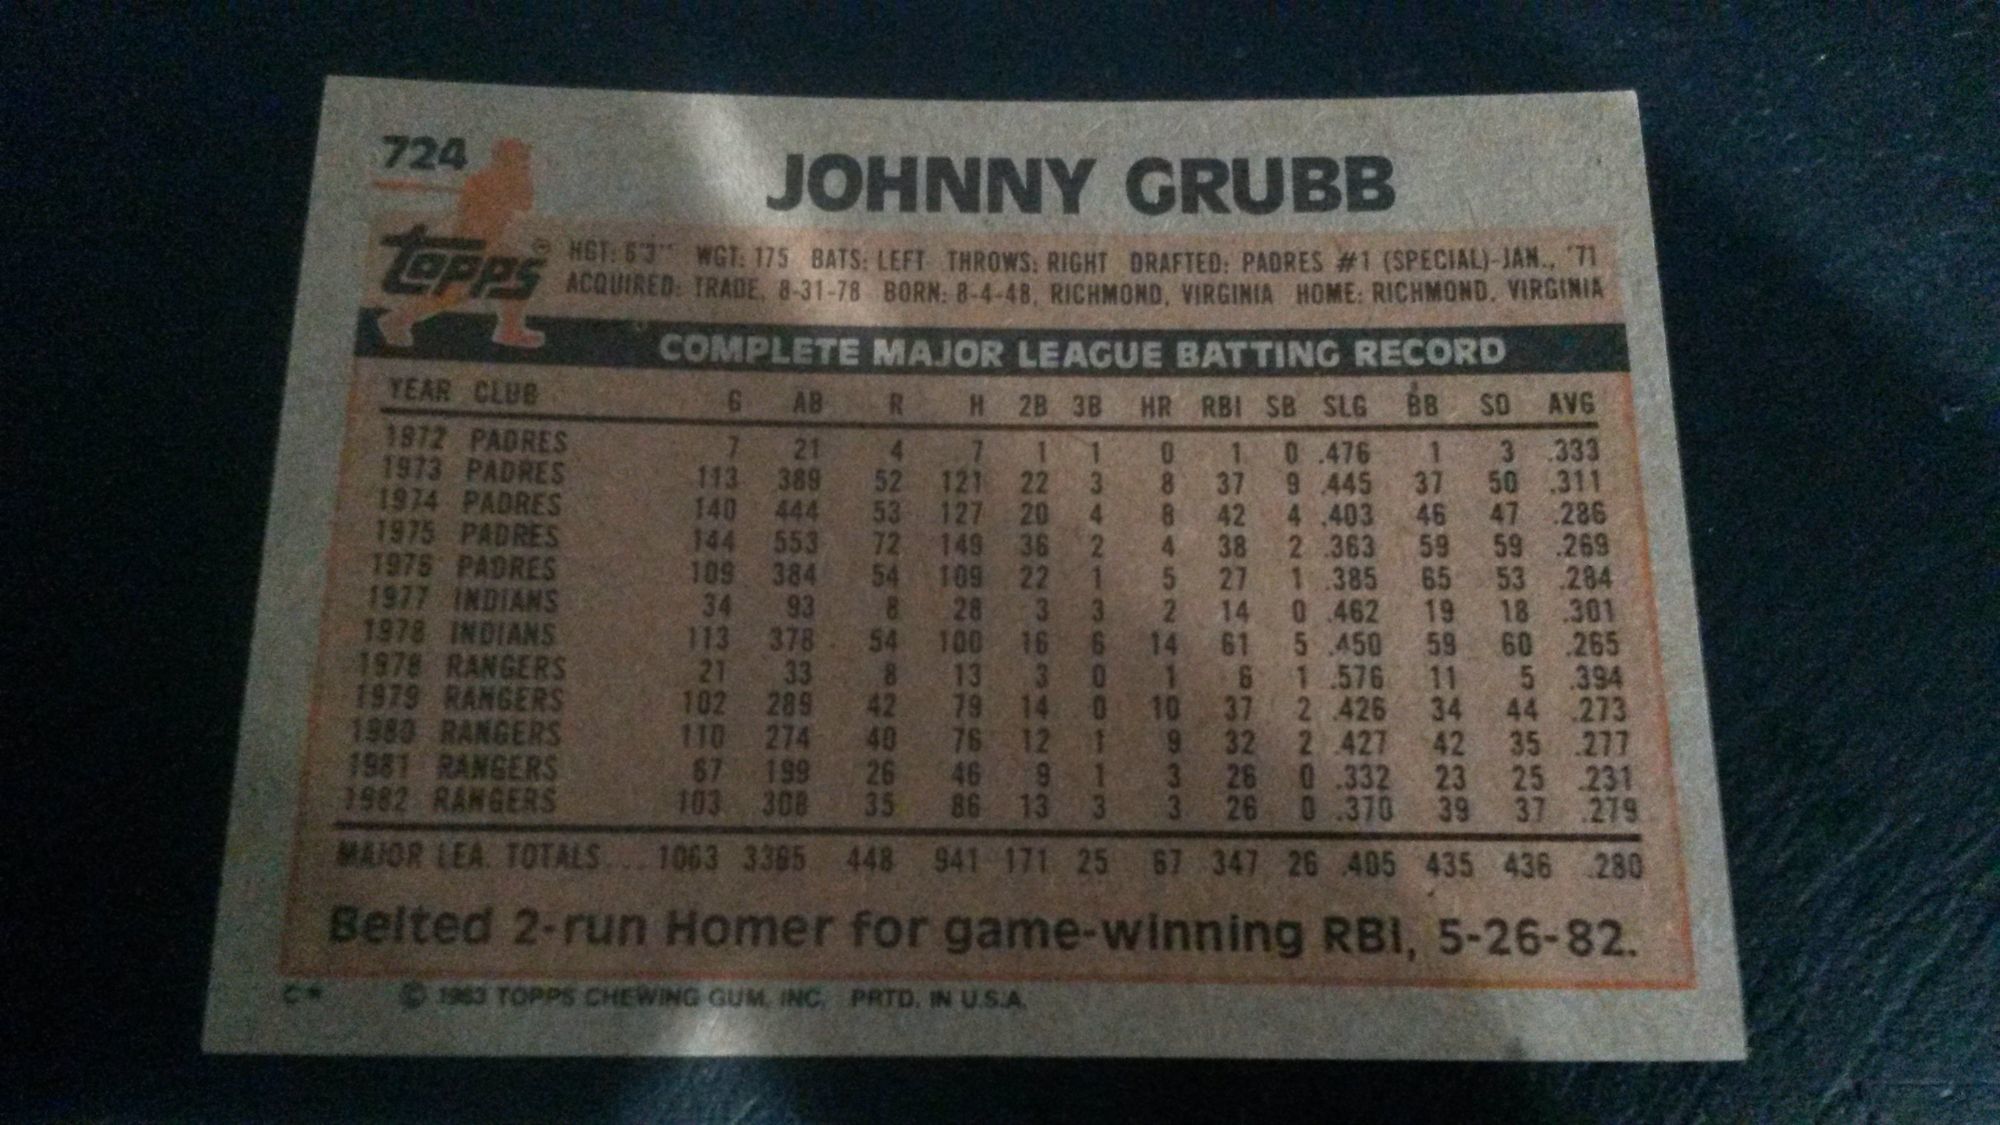 724
JOHNNY GRUBB
Topps
HGT: 6'3" WGT: 175 BATS: LEFT THROWS: RIGHT DRAFTED: PADRES #1 (SPECIAL)-JAN., '71
ACQUIRED: TRADE, 8-31-78 BORN: 8-4-48, RICHMOND, VIRGINIA HOME: RICHMOND, VIRGINIA
COMPLETE MAJOR LEAGUE BATTING RECORD
YEAR CLUB G AB R H 2B 3B HR RBI SB SLG BB SO AVG
1972 PADRES 7 21 4 7 1 1 0 1 0 .476 1 3 .333
1973 PADRES 113 389 52 121 22 3 8 37 9 .445 37 50 .311
1974 PADRES 140 444 53 127 20 4 8 42 4 .403 46 47 .286
1975 PADRES 144 553 72 149 36 2 4 38 2 .363 59 59 .269
1976 PADRES 109 384 54 109 22 1 5 27 1 .385 65 53 .284
1977 INDIANS 34 93 8 28 3 3 2 14 0 .462 19 18 .301
1978 INDIANS 113 378 54 100 16 6 14 61 5 .450 59 60 .265
1978 RANGERS 21 33 8 13 3 0 1 6 1 .576 11 5 .394
1979 RANGERS 102 289 42 79 14 0 10 37 2 .426 34 44 .273
1980 RANGERS 110 274 40 76 12 1 9 32 2 .427 42 35 .277
1981 RANGERS 67 199 26 46 9 1 3 26 0 .332 23 25 .231
1982 RANGERS 103 308 35 86 13 3 3 26 0 .370 39 37 .279
MAJOR LEA. TOTALS... 1063 3365 448 941 171 25 67 347 26 .405 435 436 .280
Belted 2-run Homer for game-winning RBI, 5-26-82.
C* © 1983 TOPPS CHEWING GUM, INC. PRTD. IN U.S.A.